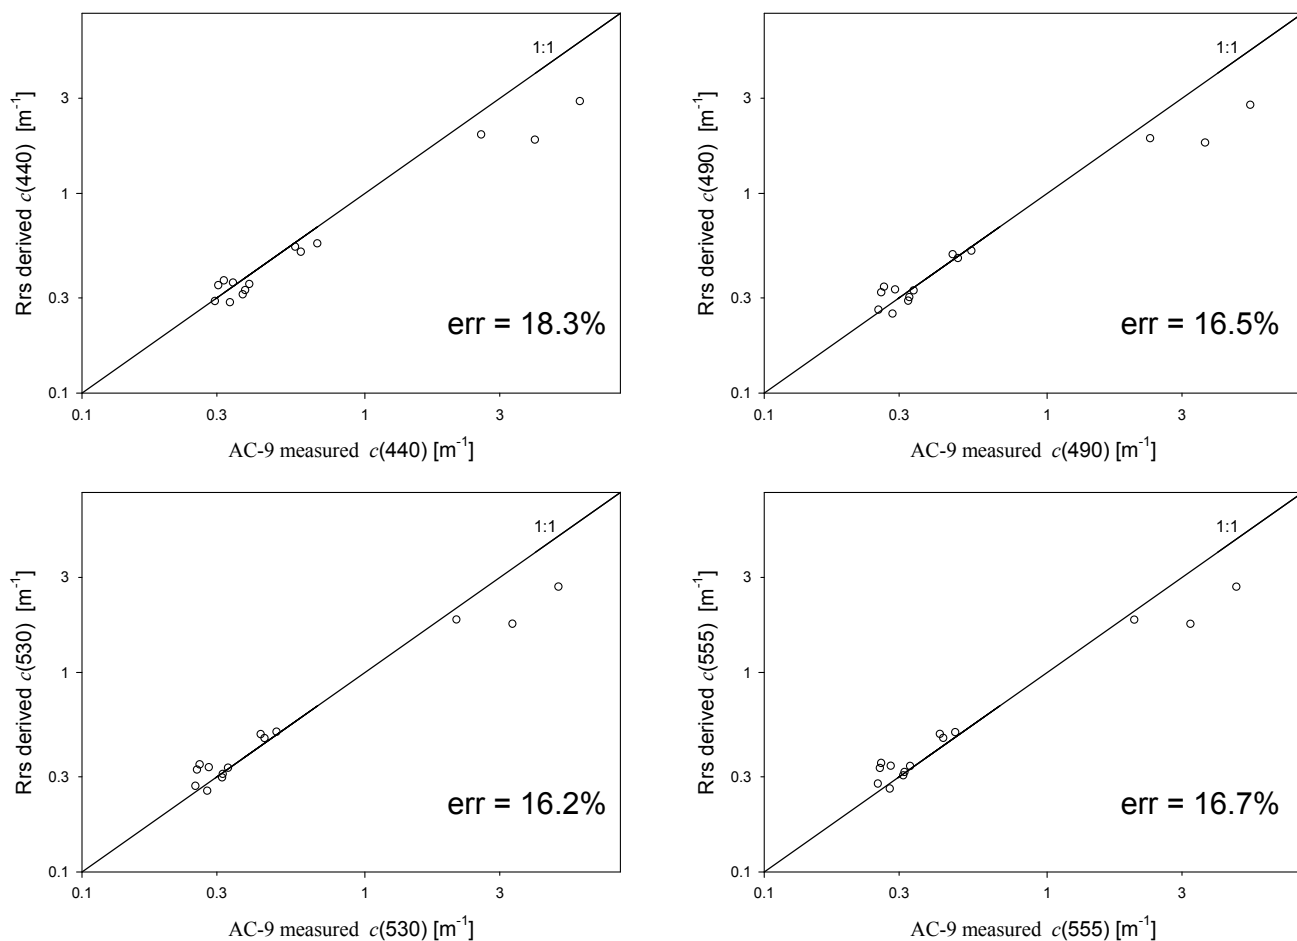 1:1
3
1
0.3
0.1
Rrs derived c(440) [m⁻¹]
err = 18.3%
0.1 0.3 1 3
AC-9 measured c(440) [m⁻¹]
1:1
3
1
0.3
0.1
Rrs derived c(490) [m⁻¹]
err = 16.5%
0.1 0.3 1 3
AC-9 measured c(490) [m⁻¹]
1:1
3
1
0.3
0.1
Rrs derived c(530) [m⁻¹]
err = 16.2%
0.1 0.3 1 3
AC-9 measured c(530) [m⁻¹]
1:1
3
1
0.3
0.1
Rrs derived c(555) [m⁻¹]
err = 16.7%
0.1 0.3 1 3
AC-9 measured c(555) [m⁻¹]